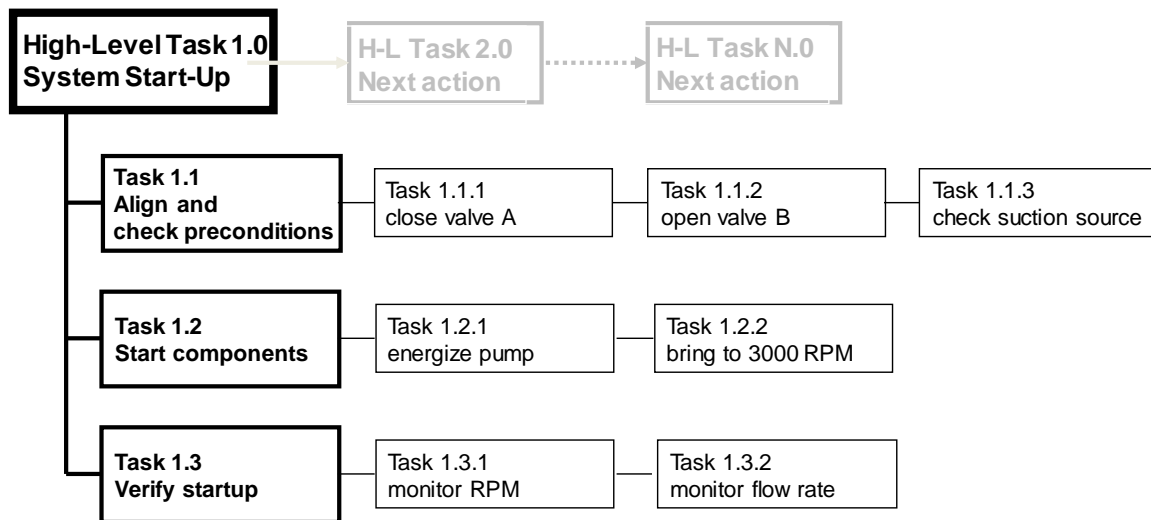 High-Level Task 1.0
System Start-Up
H-L Task 2.0
Next action
H-L Task N.0
Next action
Task 1.1
Align and
check preconditions
Task 1.1.1
close valve A
Task 1.1.2
open valve B
Task 1.1.3
check suction source
Task 1.2
Start components
Task 1.2.1
energize pump
Task 1.2.2
bring to 3000 RPM
Task 1.3
Verify startup
Task 1.3.1
monitor RPM
Task 1.3.2
monitor flow rate